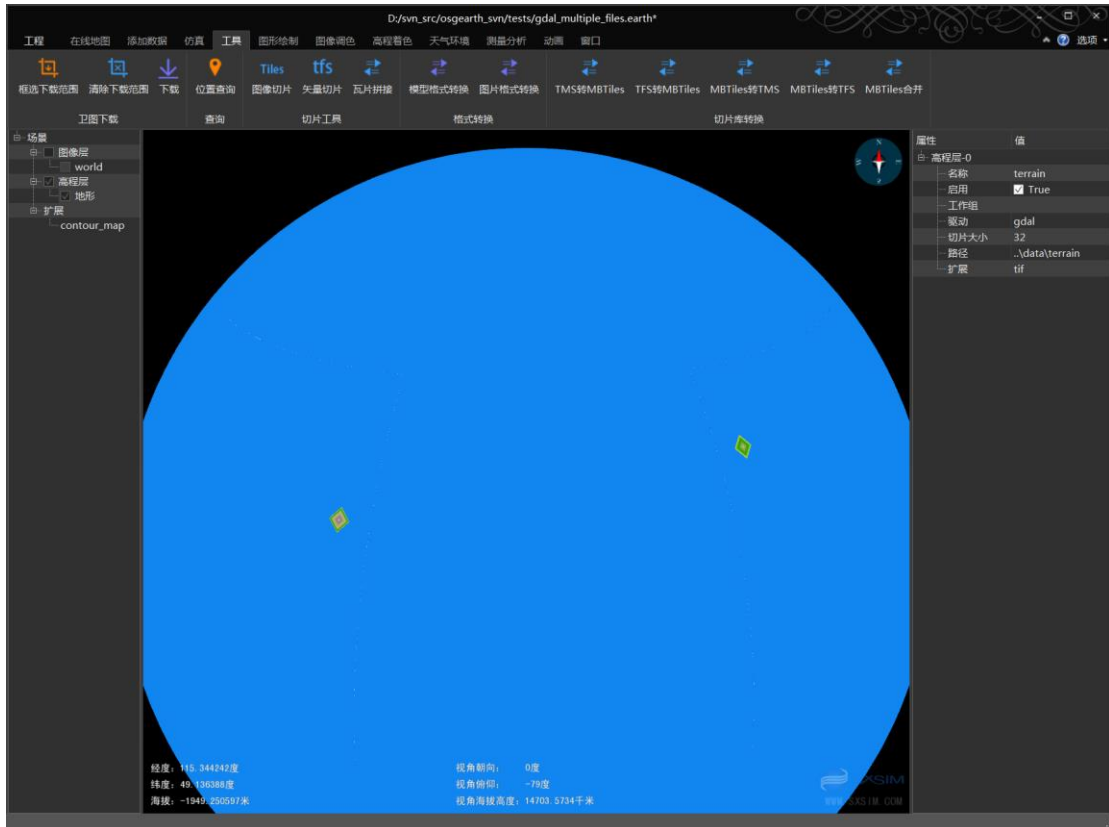 D:/svn_src/osgearth_svn/tests/gdal_multiple_files.earth*
工程 在线地图 添加数据 仿真 工具 图形绘制 图像调色 高程着色 天气环境 测量分析 动画 窗口 选项
Tiles tfs
框选下载范围 清除下载范围 下载 位置查询 图像切片 矢量切片 瓦片拼接 模型格式转换 图片格式转换 TMS转MBTiles TFS转MBTiles MBTiles转TMS MBTiles转TFS MBTiles合并
卫图下载 查询 切片工具 格式转换 切片库转换
场景
图像层
world
高程层
地形
扩展
contour_map
属性 值
高程层-0
名称 terrain
启用 True
工作组
驱动 gdal
切片大小 32
路径 ..\data\terrain
扩展 tif
N
经度: 115.344242度 视角朝向: 0度
纬度: 49.136388度 视角俯仰: -79度
海拔: -1949.250597米 视角海拔高度: 14703.5734千米
SXSIM
WWW.SXSIM.COM